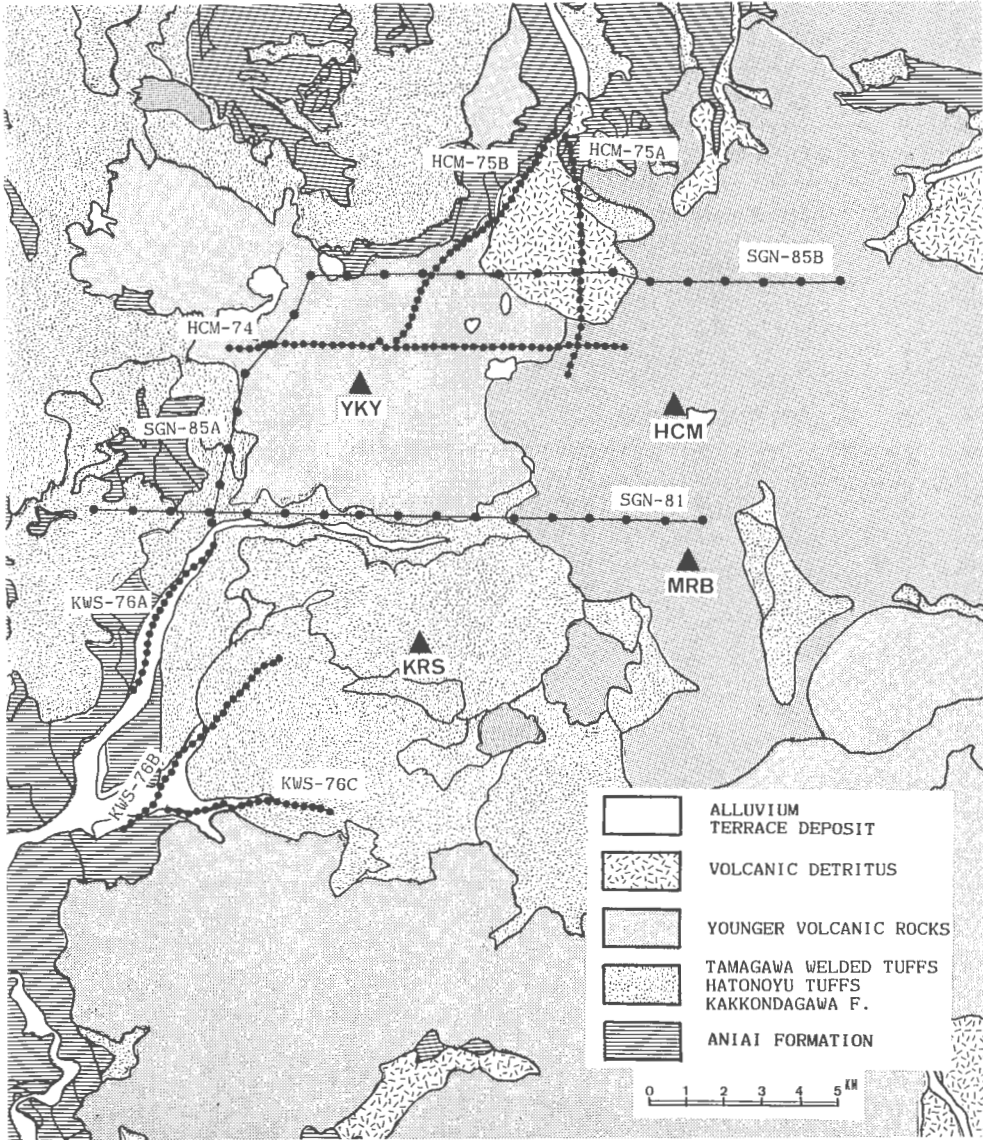 HCM-75B
HCM-75A
SGN-85B
HCM-74
YKY
HCM
SGN-85A
SGN-81
MRB
KWS-76A
KRS
KWS-76B
KWS-76C
ALLUVIUM
TERRACE DEPOSIT
VOLCANIC DETRITUS
YOUNGER VOLCANIC ROCKS
TAMAGAWA WELDED TUFFS
HATONOYU TUFFS
KAKKONDAGAWA F.
ANIAI FORMATION
0 1 2 3 4 5 KM